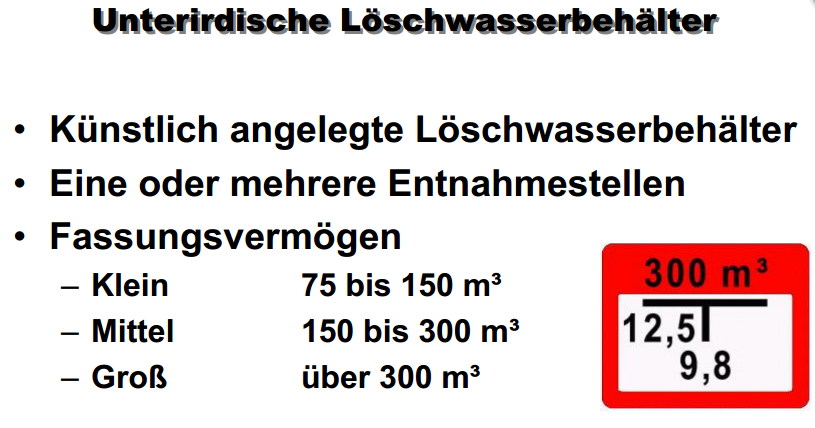 Unterirdische Löschwasserbehälter
• Künstlich angelegte Löschwasserbehälter
• Eine oder mehrere Entnahmestellen
• Fassungsvermögen
– Klein 75 bis 150 m³
– Mittel 150 bis 300 m³
– Groß über 300 m³
300 m³
12,5
9,8